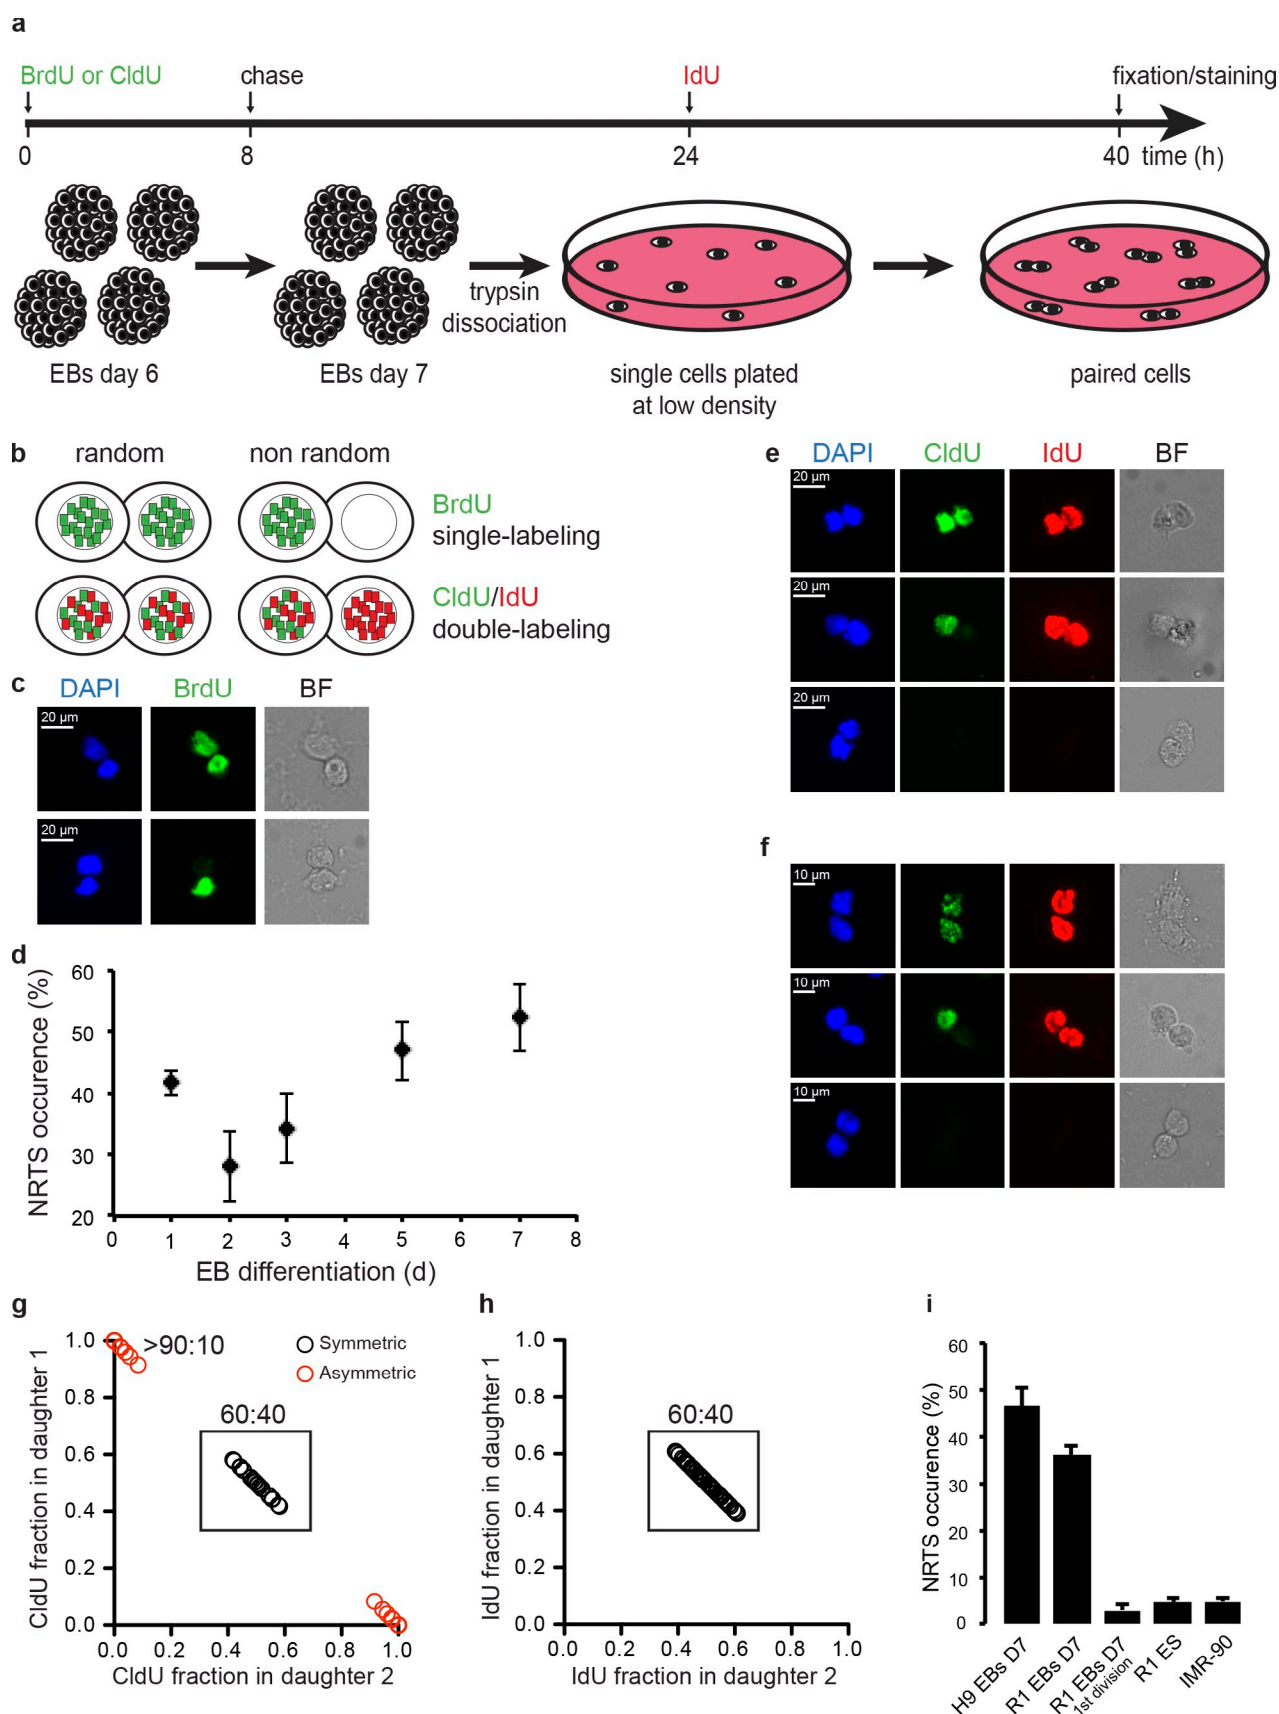 a
BrdU or CldU
chase
IdU
fixation/staining
0
8
24
40 time (h)
trypsin
dissociation
EBs day 6
EBs day 7
single cells plated
at low density
paired cells
b
random
non random
BrdU
single-labeling
CldU/IdU
double-labeling
c
DAPI
BrdU
BF
20 µm
20 µm
d
NRTS occurence (%)
60
50
40
30
20
0
1
2
3
4
5
6
7
8
EB differentiation (d)
e
DAPI
CldU
IdU
BF
20 µm
20 µm
20 µm
f
10 µm
10 µm
10 µm
g
CldU fraction in daughter 1
1.0
0.8
0.6
0.4
0.2
0.0
>90:10
Symmetric
Asymmetric
60:40
0.0
0.2
0.4
0.6
0.8
1.0
CldU fraction in daughter 2
h
IdU fraction in daughter 1
1.0
0.8
0.6
0.4
0.2
0.0
60:40
0.0
0.2
0.4
0.6
0.8
1.0
IdU fraction in daughter 2
i
NRTS occurence (%)
60
50
40
30
20
10
0
H9 EBs D7
R1 EBs D7
R1 EBs D7
1st division
R1 ES
IMR-90